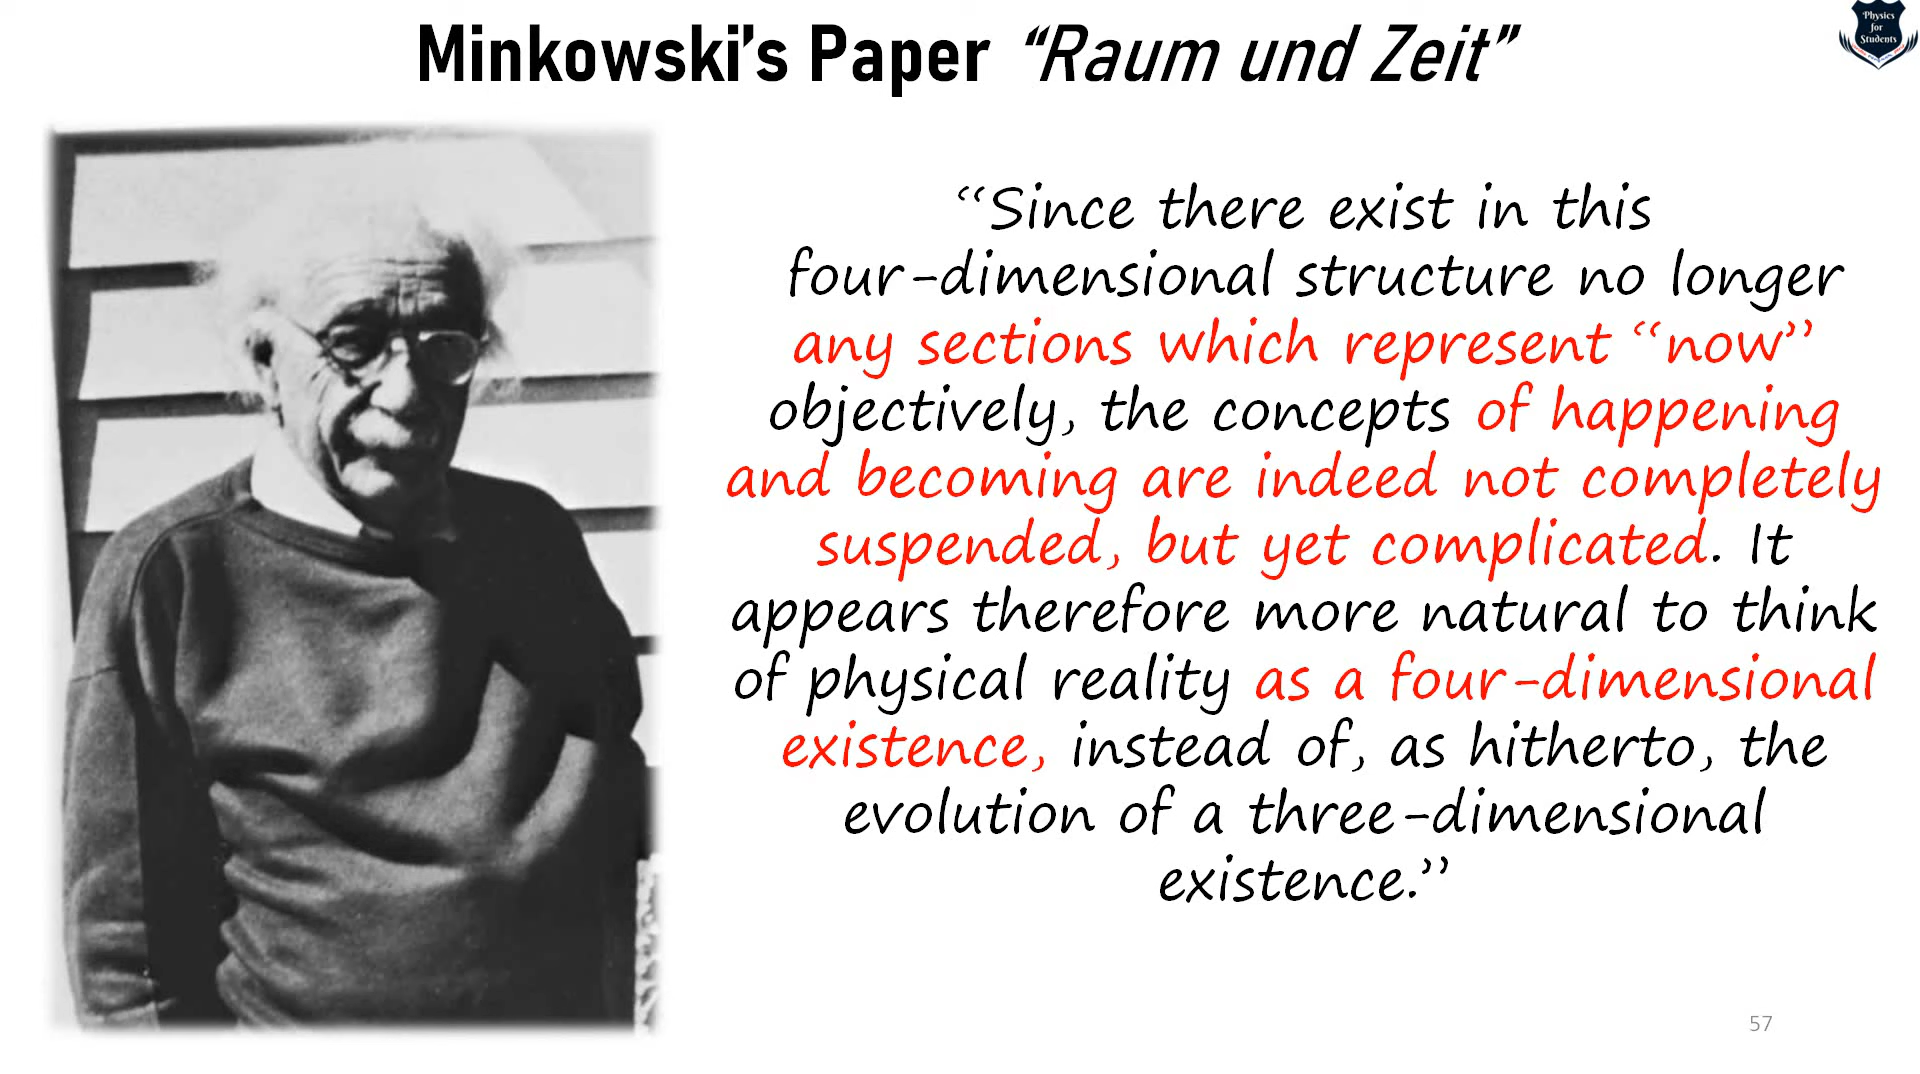 Minkowski's Paper “Raum und Zeit”
Physics
for
Students
“Since there exist in this
four-dimensional structure no longer
any sections which represent “now”
objectively, the concepts of happening
and becoming are indeed not completely
suspended, but yet complicated. It
appears therefore more natural to think
of physical reality as a four-dimensional
existence, instead of, as hitherto, the
evolution of a three-dimensional
existence.”
57